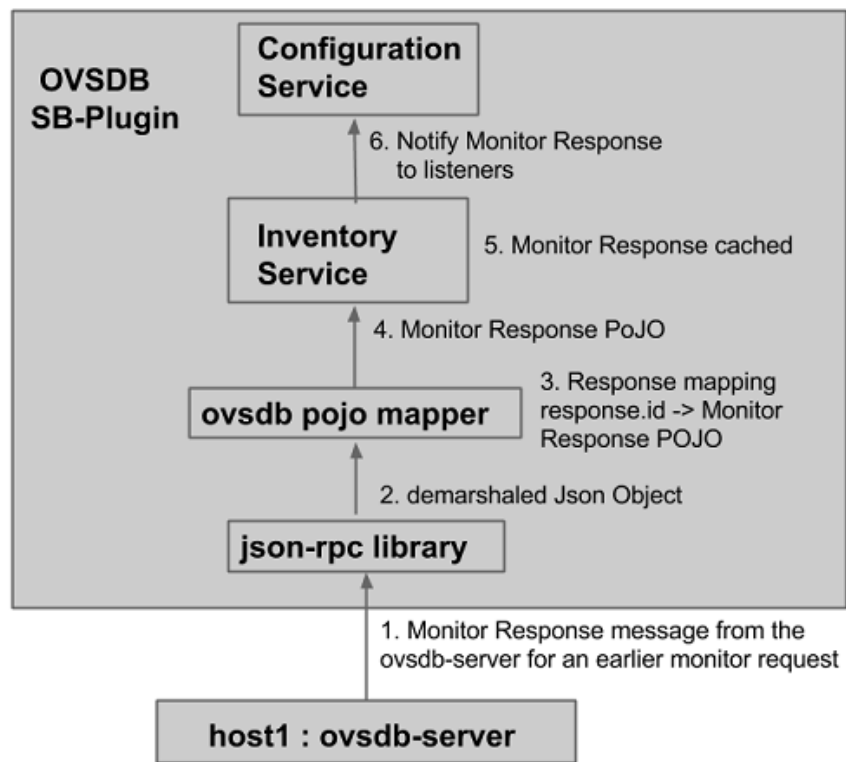 Configuration
Service
OVSDB
SB-Plugin
6. Notify Monitor Response
to listeners
Inventory
Service
5. Monitor Response cached
4. Monitor Response PoJO
3. Response mapping
response.id -> Monitor
Response POJO
ovsdb pojo mapper
2. demarshaled Json Object
json-rpc library
1. Monitor Response message from the
ovsdb-server for an earlier monitor request
host1 : ovsdb-server